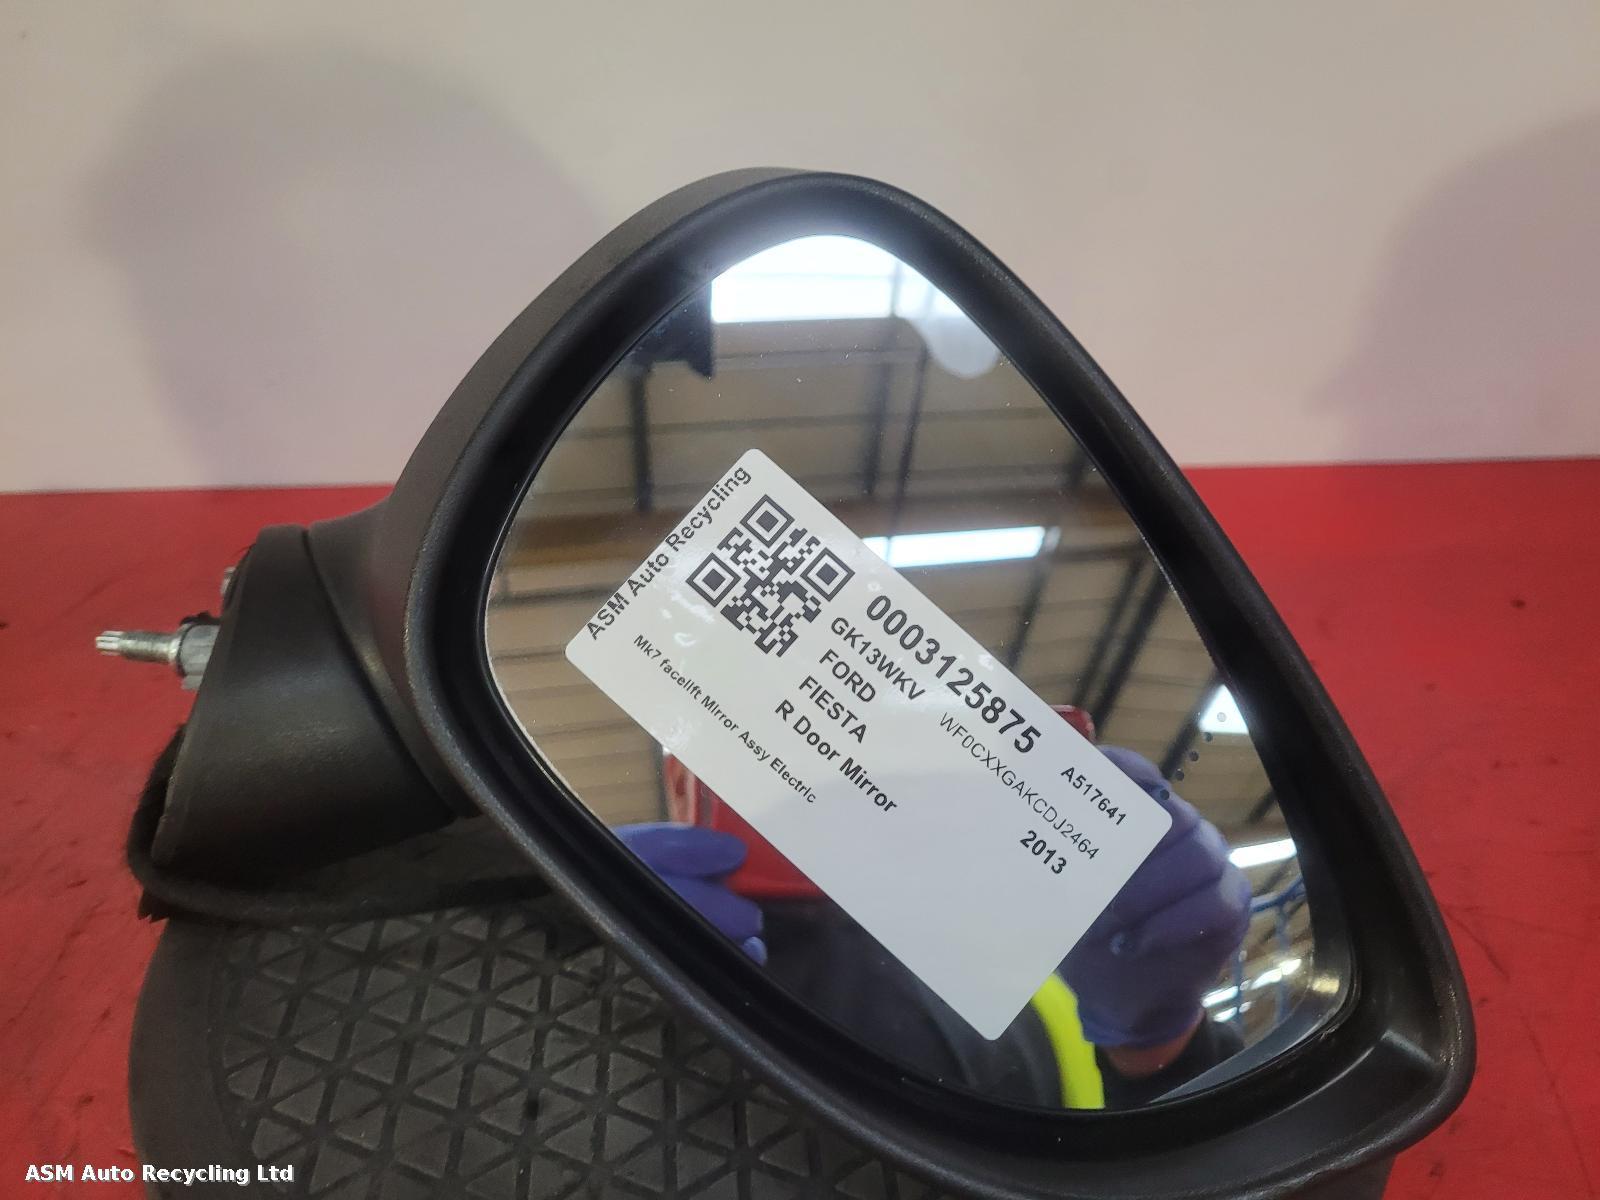 ASM Auto Recycling
0003125875
GK13WKV
FORD
FIESTA
R Door Mirror
Mk7 facelift Mirror Assy Electric
A517641
WF0CXXGAKCDJ2464
2013
ASM Auto Recycling Ltd